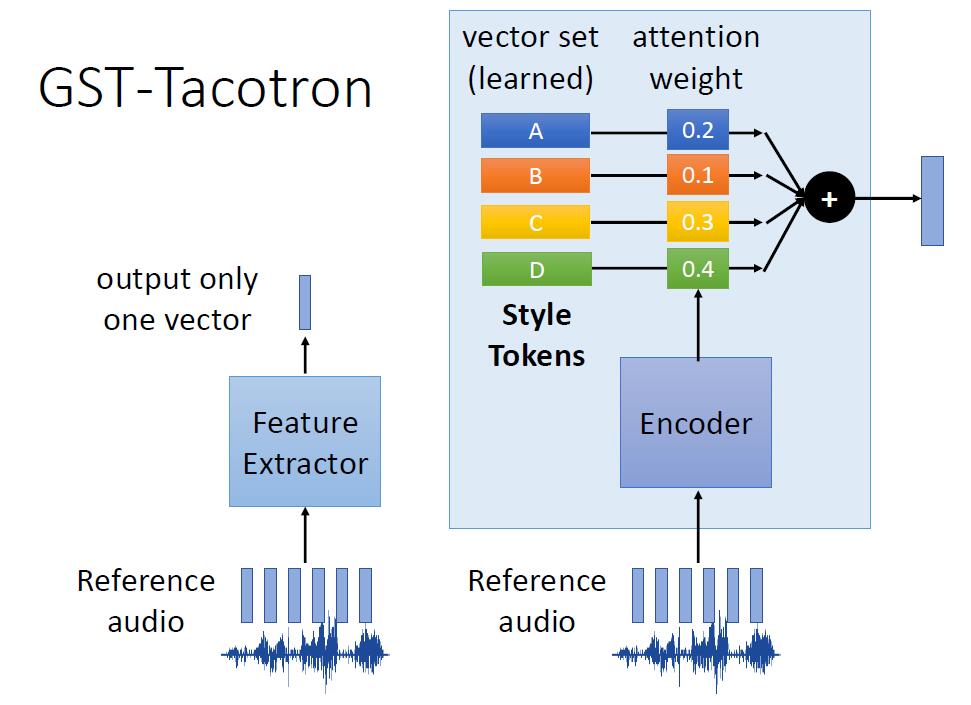 GST-Tacotron
output only
one vector
Feature
Extractor
Reference
audio
vector set
(learned)
attention
weight
A
0.2
B
0.1
C
0.3
D
0.4
+
Style
Tokens
Encoder
Reference
audio